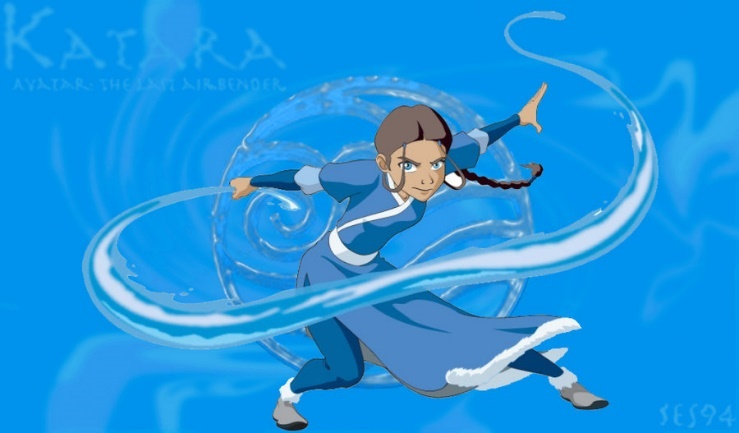 Katara
Avatar: The Last Airbender
SES94